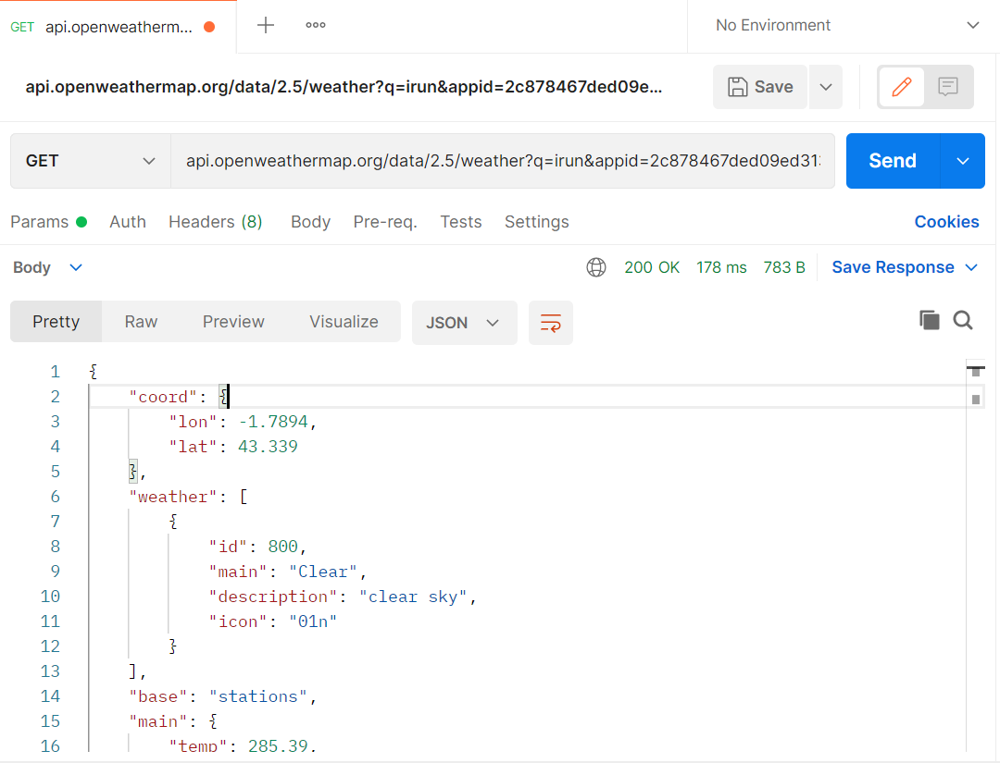 GET api.openweatherm... No Environment
api.openweathermap.org/data/2.5/weather?q=irun&appid=2c878467ded09e... Save
GET api.openweathermap.org/data/2.5/weather?q=irun&appid=2c878467ded09ed31 Send
Params Auth Headers (8) Body Pre-req. Tests Settings Cookies
Body 200 OK 178 ms 783 B Save Response
Pretty Raw Preview Visualize JSON
1 {
2 "coord": {
3 "lon": -1.7894,
4 "lat": 43.339
5 },
6 "weather": [
7 {
8 "id": 800,
9 "main": "Clear",
10 "description": "clear sky",
11 "icon": "01n"
12 }
13 ],
14 "base": "stations",
15 "main": {
16 "temp": 285.39,